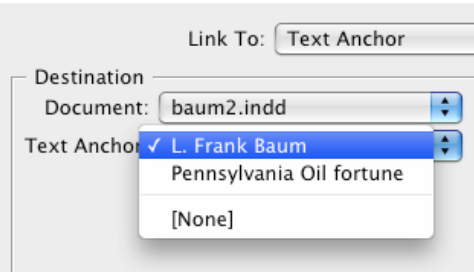 Link To: Text Anchor
Destination
Document: baum2.indd
Text Anchor ✓ L. Frank Baum
Pennsylvania Oil fortune
[None]